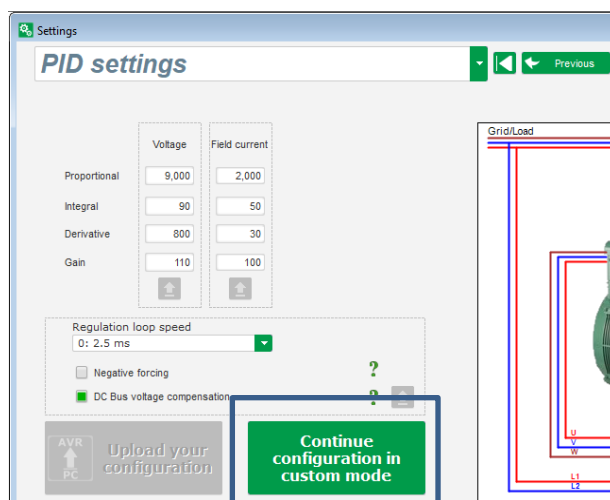 Settings
PID settings
Previous
Voltage
Field current
Proportional
9,000
2,000
Integral
90
50
Derivative
800
30
Gain
110
100
Regulation loop speed
0: 2.5 ms
Negative forcing
?
DC Bus voltage compensation
?
AVR
PC
Upload your
configuration
Continue
configuration in
custom mode
Grid/Load
U
V
W
L1
L2